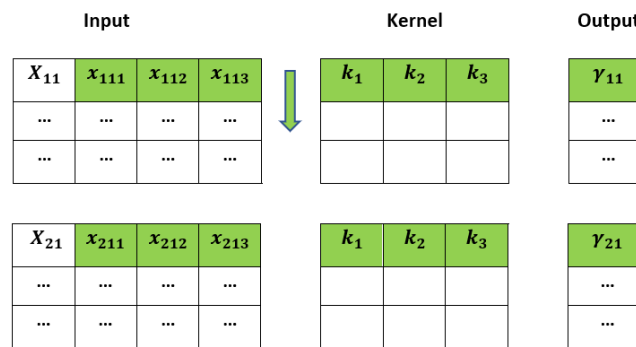 Input Kernel Output
X₁₁ x₁₁₁ x₁₁₂ x₁₁₃ k₁ k₂ k₃ γ₁₁
... ... ... ... ...
... ... ... ... ...
X₂₁ x₂₁₁ x₂₁₂ x₂₁₃ k₁ k₂ k₃ γ₂₁
... ... ... ... ...
... ... ... ... ...